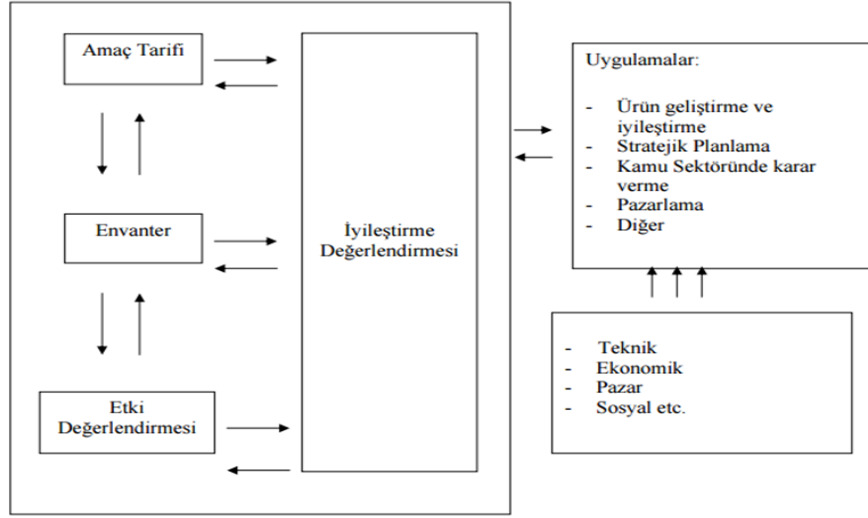 Amaç Tarifi
Envanter
Etki
Değerlendirmesi
İyileştirme
Değerlendirmesi
Uygulamalar:
- Ürün geliştirme ve
iyileştirme
- Stratejik Planlama
- Kamu Sektöründe karar
verme
- Pazarlama
- Diğer
- Teknik
- Ekonomik
- Pazar
- Sosyal etc.